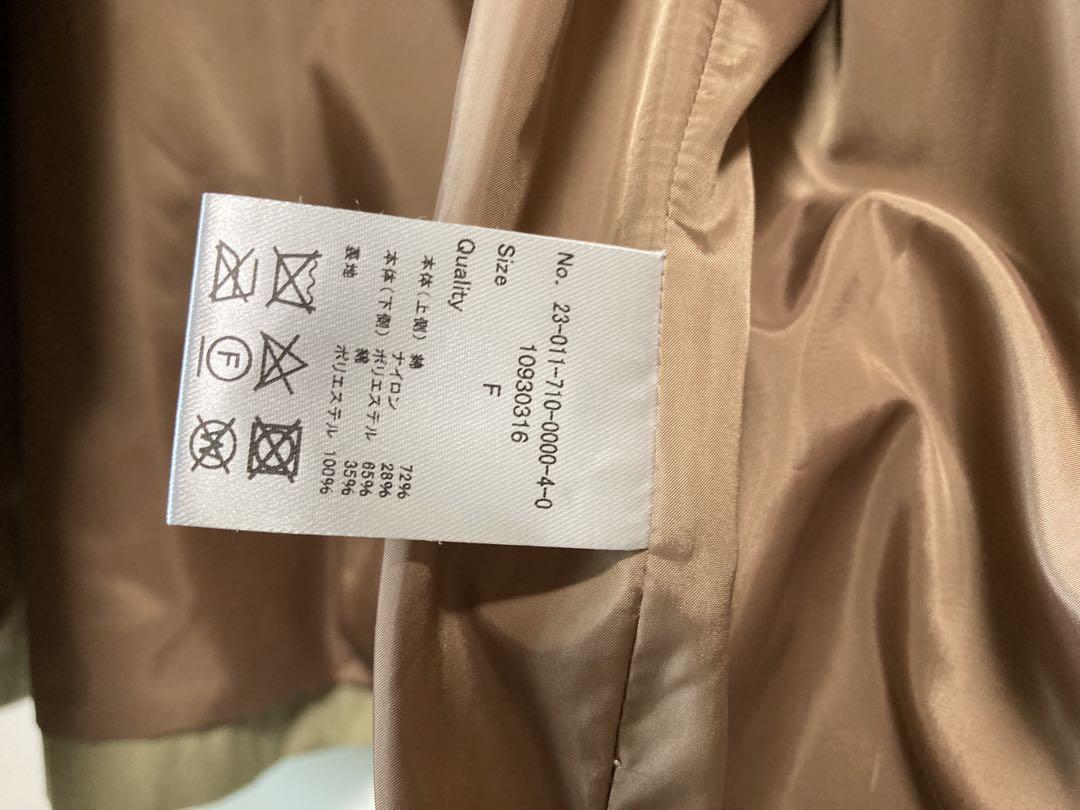 No. 23-011-710-0000-4-0
10930316
Size F
Quality
本体(上側) 綿 72%
ナイロン 28%
本体(下側) ポリエステル 65%
綿 35%
裏地 ポリエステル 100%
F
W